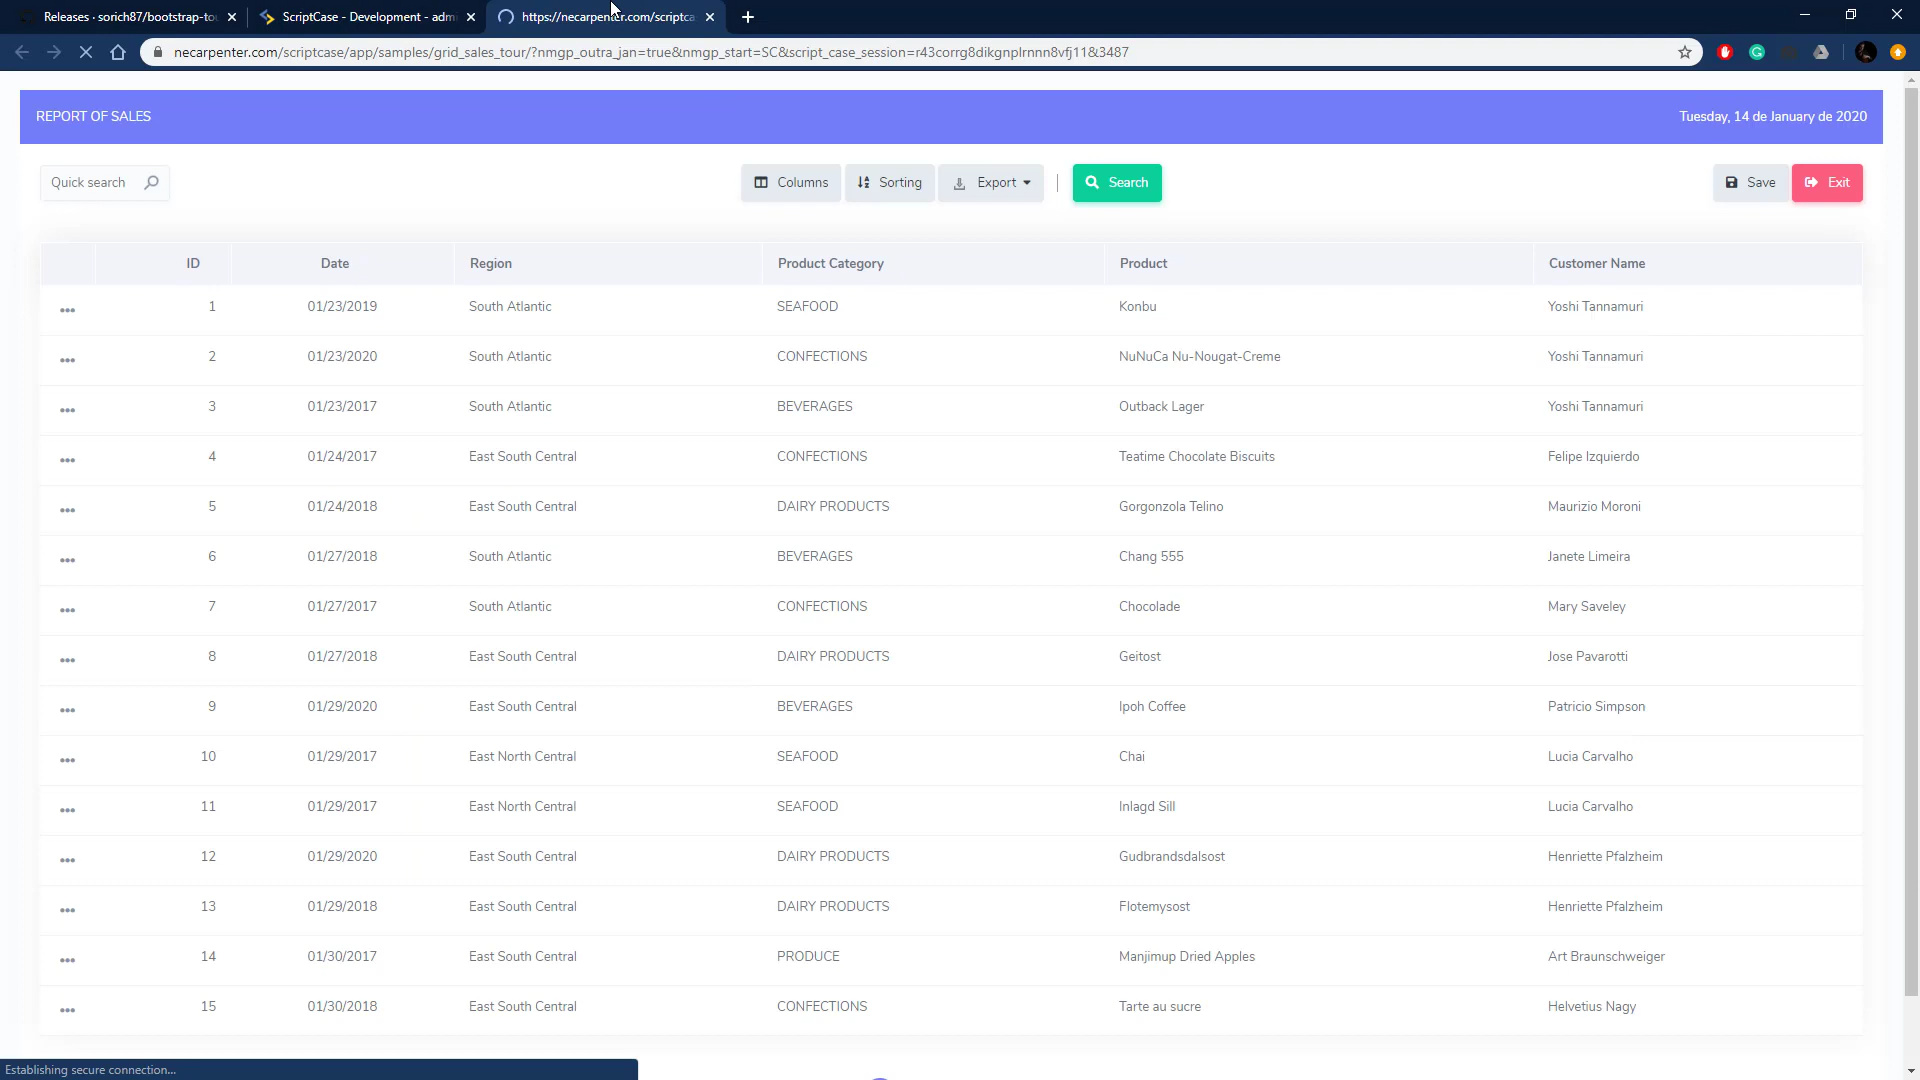 Releases · sorich87/bootstrap-tou
ScriptCase - Development - admi
https://necarpenter.com/scriptca
necarpenter.com/scriptcase/app/samples/grid_sales_tour/?nmgp_outra_jan=true&nmgp_start=SC&script_case_session=r43corrg8dikgnplrnnn8vfj11&3487
REPORT OF SALES
Tuesday, 14 de January de 2020
Quick search
Columns
Sorting
Export
Search
Save
Exit
ID Date Region Product Category Product Customer Name
1 01/23/2019 South Atlantic SEAFOOD Konbu Yoshi Tannamuri
2 01/23/2020 South Atlantic CONFECTIONS NuNuCa Nu-Nougat-Creme Yoshi Tannamuri
3 01/23/2017 South Atlantic BEVERAGES Outback Lager Yoshi Tannamuri
4 01/24/2017 East South Central CONFECTIONS Teatime Chocolate Biscuits Felipe Izquierdo
5 01/24/2018 East South Central DAIRY PRODUCTS Gorgonzola Telino Maurizio Moroni
6 01/27/2018 South Atlantic BEVERAGES Chang 555 Janete Limeira
7 01/27/2017 South Atlantic CONFECTIONS Chocolade Mary Saveley
8 01/27/2018 East South Central DAIRY PRODUCTS Geitost Jose Pavarotti
9 01/29/2020 East South Central BEVERAGES Ipoh Coffee Patricio Simpson
10 01/29/2017 East North Central SEAFOOD Chai Lucia Carvalho
11 01/29/2017 East North Central SEAFOOD Inlagd Sill Lucia Carvalho
12 01/29/2020 East South Central DAIRY PRODUCTS Gudbrandsdalsost Henriette Pfalzheim
13 01/29/2018 East South Central DAIRY PRODUCTS Flotemysost Henriette Pfalzheim
14 01/30/2017 East South Central PRODUCE Manjimup Dried Apples Art Braunschweiger
15 01/30/2018 East South Central CONFECTIONS Tarte au sucre Helvetius Nagy
Establishing secure connection...